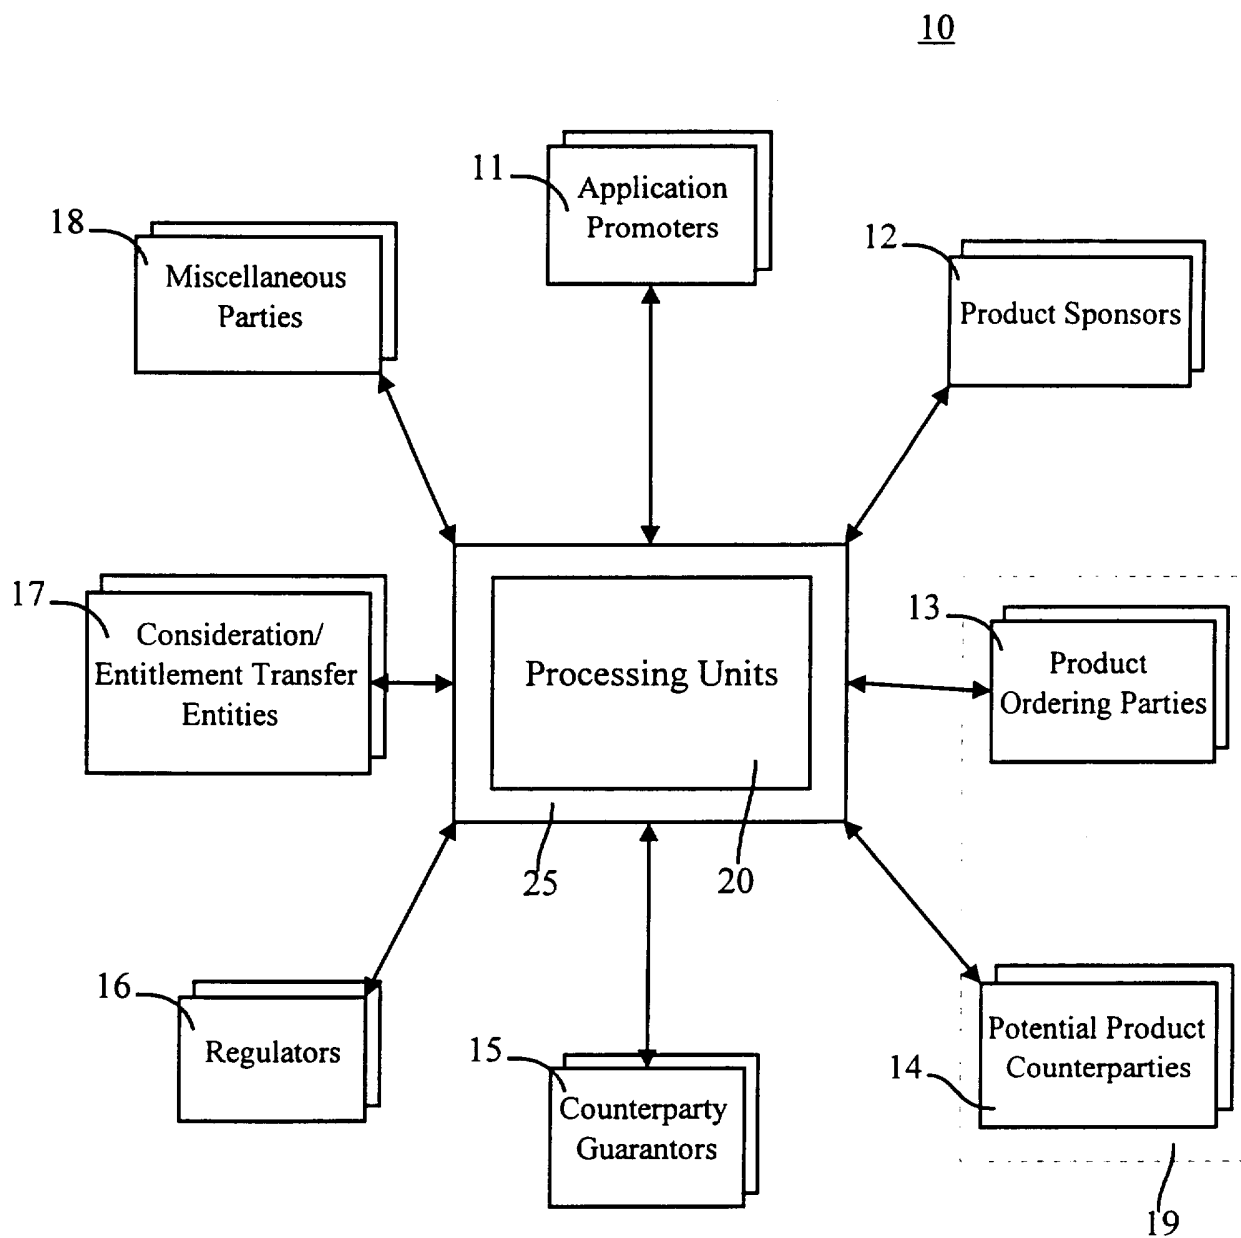 10
11
Application
Promoters
18
Miscellaneous
Parties
12
Product Sponsors
17
Consideration/
Entitlement Transfer
Entities
Processing Units
13
Product
Ordering Parties
25
20
16
Regulators
15
Counterparty
Guarantors
14
Potential Product
Counterparties
19